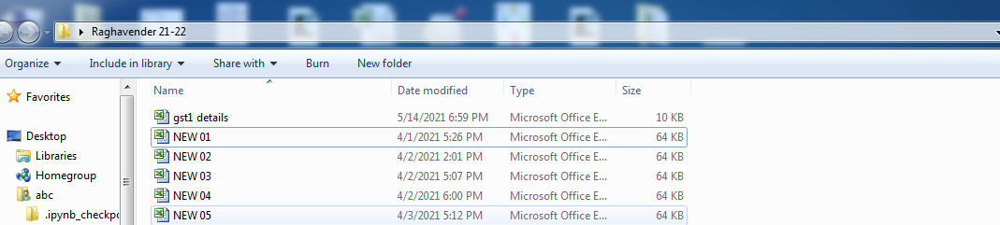 Raghavender 21-22
Organize Include in library Share with Burn New folder
Favorites
Desktop
Libraries
Homegroup
abc
.ipynb_checkpo
Name Date modified Type Size
gst1 details 5/14/2021 6:59 PM Microsoft Office E... 10 KB
NEW 01 4/1/2021 5:26 PM Microsoft Office E... 64 KB
NEW 02 4/2/2021 2:01 PM Microsoft Office E... 64 KB
NEW 03 4/2/2021 5:07 PM Microsoft Office E... 64 KB
NEW 04 4/2/2021 6:00 PM Microsoft Office E... 64 KB
NEW 05 4/3/2021 5:12 PM Microsoft Office E... 64 KB